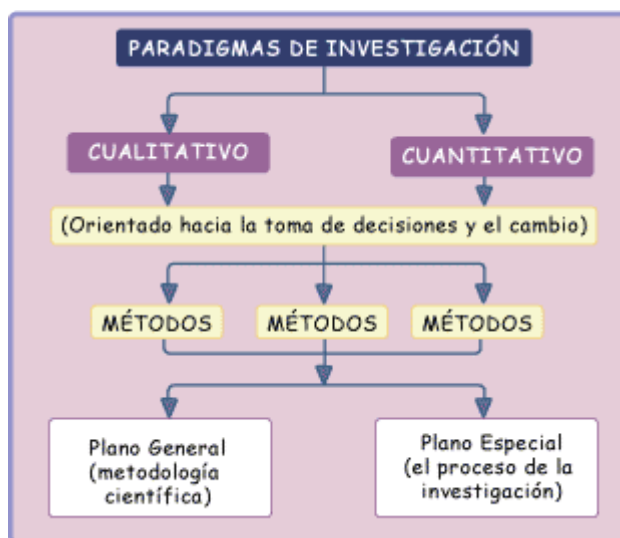 PARADIGMAS DE INVESTIGACIÓN
CUALITATIVO
CUANTITATIVO
(Orientado hacia la toma de decisiones y el cambio)
MÉTODOS
MÉTODOS
MÉTODOS
Plano General
(metodología
científica)
Plano Especial
(el proceso de la
investigación)